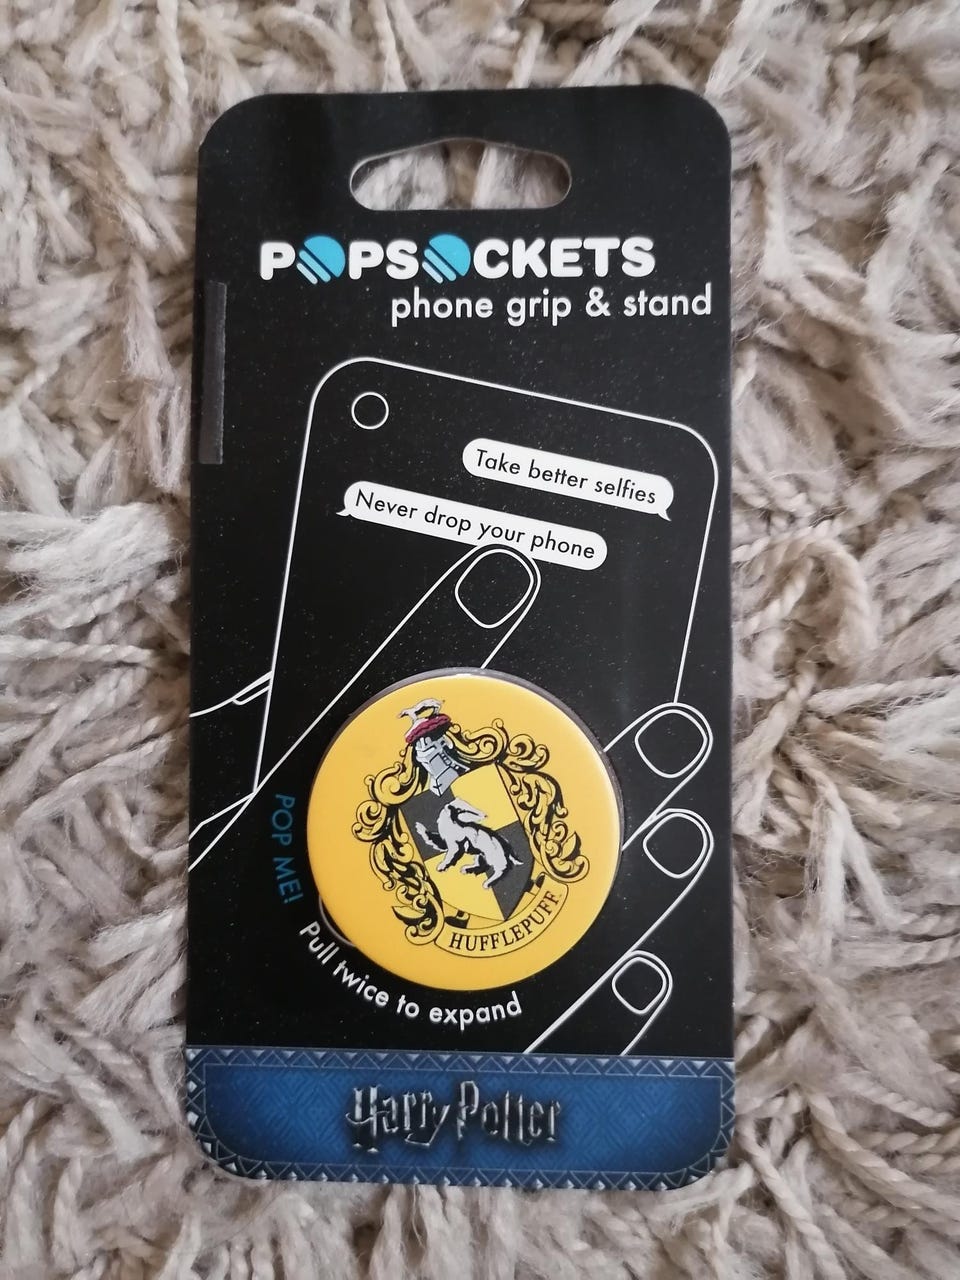 POPSOCKETS
phone grip & stand
Take better selfies
Never drop your phone
HUFFLEPUFF
POP ME!
Pull twice to expand
Harry Potter